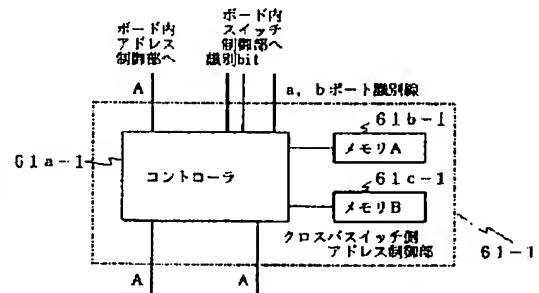 ボード内
アドレス
制御部へ
ボード内
スイッチ
制御部へ
識別bit
A
a, bポート識別線
61a-1
コントローラ
61b-1
メモリA
61c-1
メモリB
クロスバスイッチ側
アドレス制御部
61-1
A
A